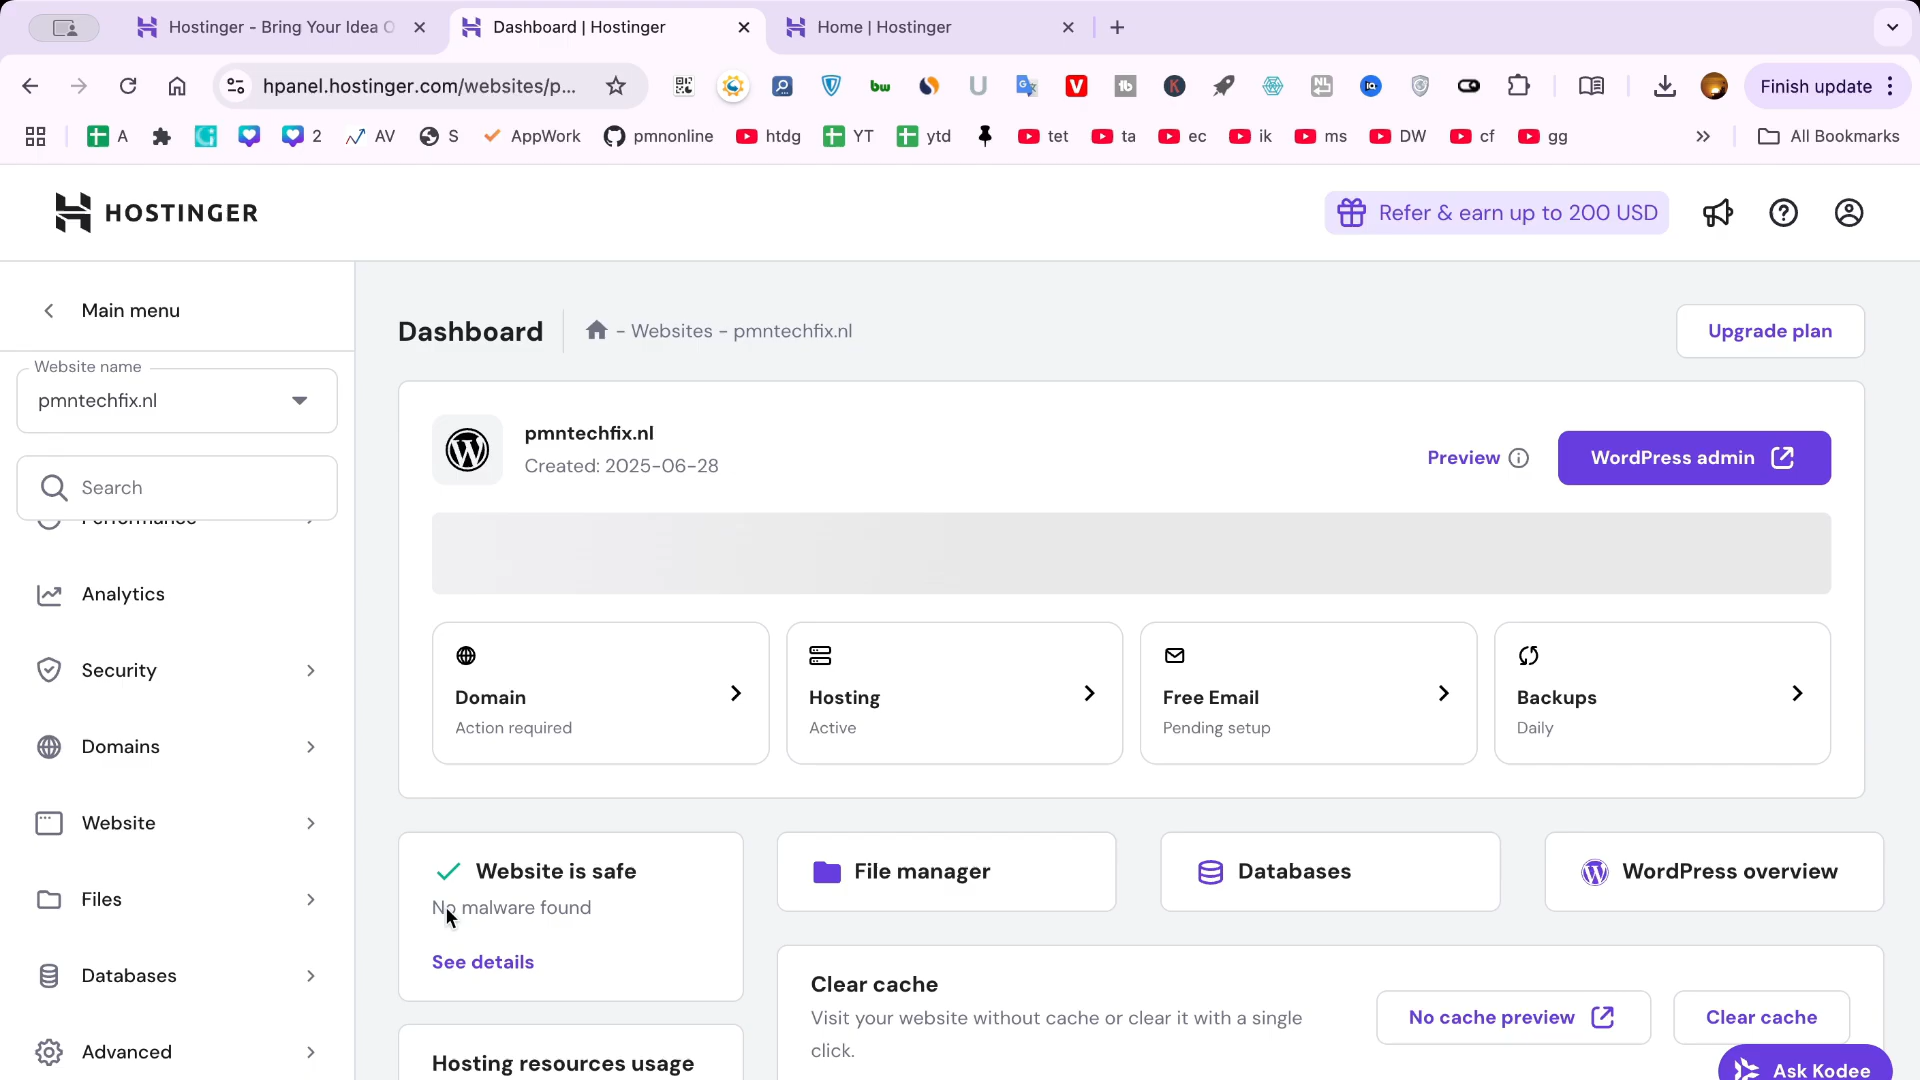 Hostinger - Bring Your Idea O
Dashboard | Hostinger
Home | Hostinger
hpanel.hostinger.com/websites/p...
Finish update
A
2
AV
S
AppWork
pmnonline
htdg
YT
ytd
tet
ta
ec
ik
ms
DW
cf
gg
All Bookmarks
HOSTINGER
Refer & earn up to 200 USD
Main menu
Website name
pmntechfix.nl
Search
Performance
Analytics
Security
Domains
Website
Files
Databases
Advanced
Dashboard
- Websites - pmntechfix.nl
Upgrade plan
pmntechfix.nl
Created: 2025-06-28
Preview
WordPress admin
Domain
Action required
Hosting
Active
Free Email
Pending setup
Backups
Daily
Website is safe
No malware found
See details
File manager
Databases
WordPress overview
Clear cache
Visit your website without cache or clear it with a single
click.
No cache preview
Clear cache
Hosting resources usage
Ask Kodee